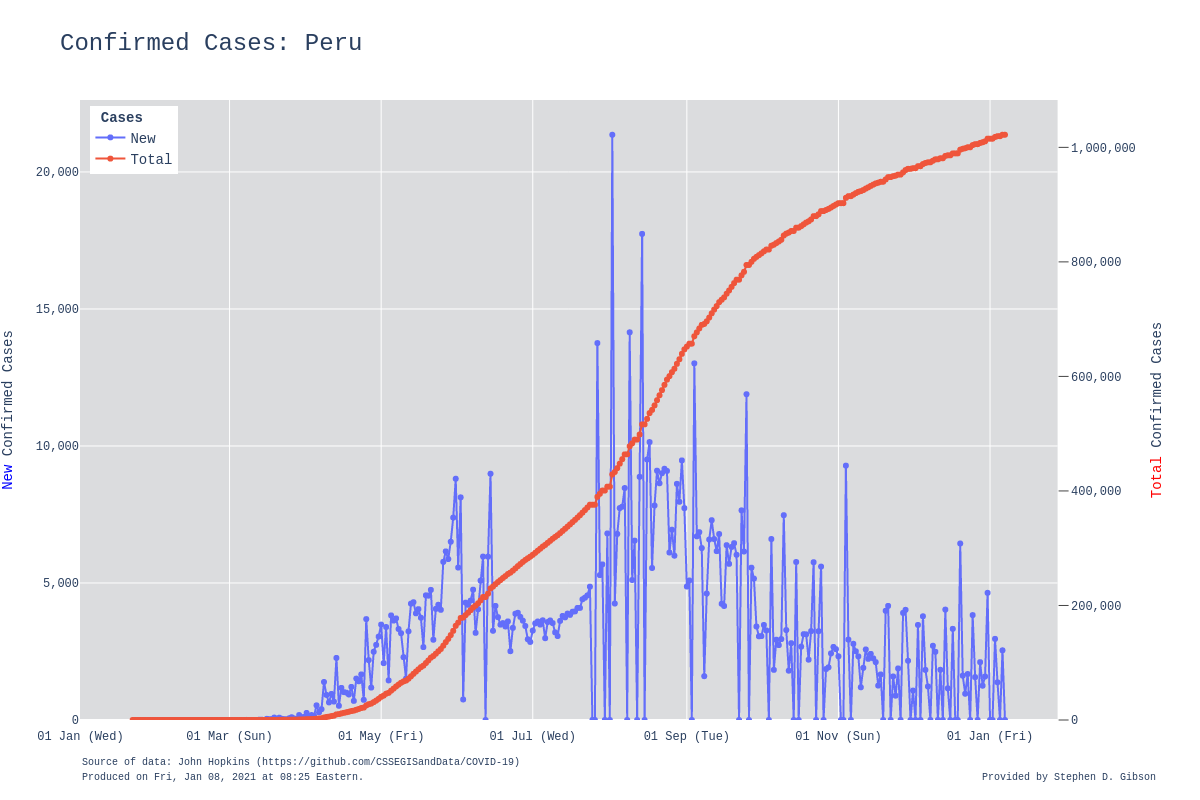 Confirmed Cases: Peru
Cases
New
Total
20,000
15,000
10,000
5,000
0
New Confirmed Cases
1,000,000
800,000
600,000
400,000
200,000
0
Total Confirmed Cases
01 Jan (Wed) 01 Mar (Sun) 01 May (Fri) 01 Jul (Wed) 01 Sep (Tue) 01 Nov (Sun) 01 Jan (Fri)
Source of data: John Hopkins (https://github.com/CSSEGISandData/COVID-19)
Produced on Fri, Jan 08, 2021 at 08:25 Eastern.
Provided by Stephen D. Gibson